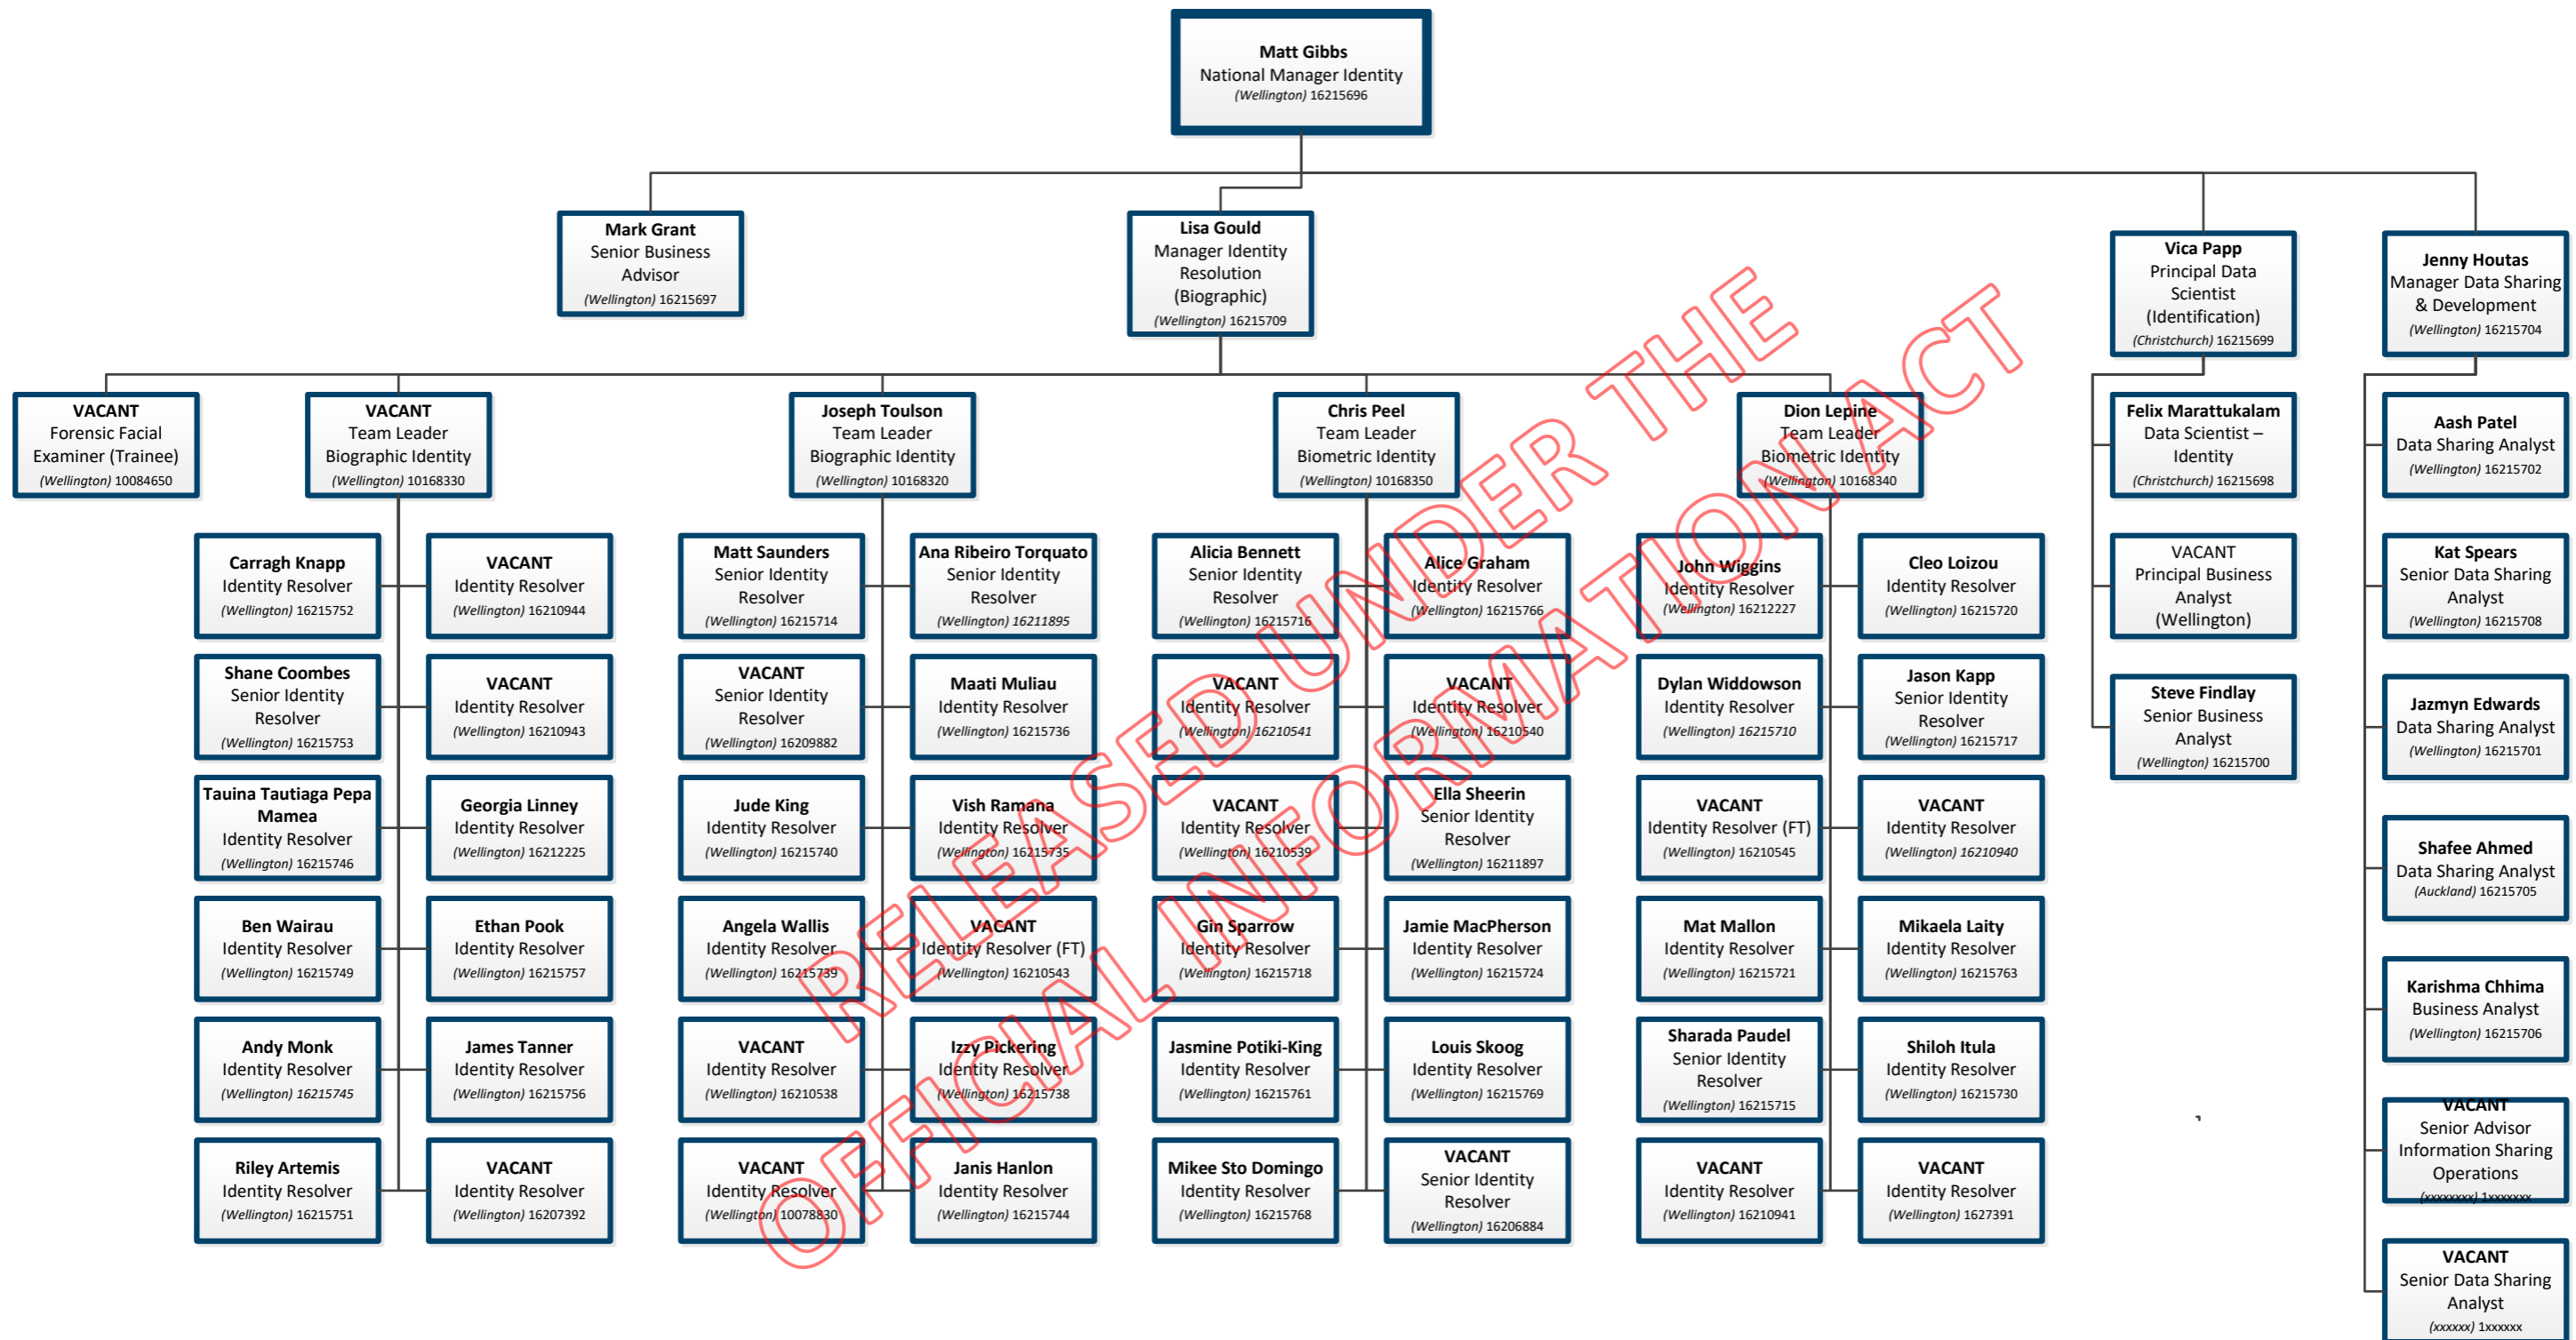 Matt Gibbs
National Manager Identity
(Wellington) 16215696
Mark Grant
Senior Business
Advisor
(Wellington) 16215697
Lisa Gould
Manager Identity
Resolution
(Biographic)
(Wellington) 16215709
Vica Papp
Principal Data
Scientist
(Identification)
(Christchurch) 16215699
Jenny Houtas
Manager Data Sharing
& Development
(Wellington) 16215704
VACANT
Forensic Facial
Examiner (Trainee)
(Wellington) 10084650
VACANT
Team Leader
Biographic Identity
(Wellington) 10168330
Joseph Toulson
Team Leader
Biographic Identity
(Wellington) 10168320
Chris Peel
Team Leader
Biometric Identity
(Wellington) 10168350
Dion Lepine
Team Leader
Biometric Identity
(Wellington) 10168340
Carragh Knapp
Identity Resolver
(Wellington) 16215752
VACANT
Identity Resolver
(Wellington) 16210944
Shane Coombes
Senior Identity
Resolver
(Wellington) 16215753
VACANT
Identity Resolver
(Wellington) 16210943
Tauina Tautiaga Pepa
Mamea
Identity Resolver
(Wellington) 16215746
Georgia Linney
Identity Resolver
(Wellington) 16212225
Ben Wairau
Identity Resolver
(Wellington) 16215749
Ethan Pook
Identity Resolver
(Wellington) 16215757
Andy Monk
Identity Resolver
(Wellington) 16215745
James Tanner
Identity Resolver
(Wellington) 16215756
Riley Artemis
Identity Resolver
(Wellington) 16215751
VACANT
Identity Resolver
(Wellington) 16207392
Matt Saunders
Senior Identity
Resolver
(Wellington) 16215714
Ana Ribeiro Torquato
Senior Identity
Resolver
(Wellington) 16211895
VACANT
Senior Identity
Resolver
(Wellington) 16209882
Maati Muliau
Identity Resolver
(Wellington) 16215736
Jude King
Identity Resolver
(Wellington) 16215740
Vish Ramana
Identity Resolver
(Wellington) 16215735
Angela Wallis
Identity Resolver
(Wellington) 16215739
VACANT
Identity Resolver (FT)
(Wellington) 16210543
VACANT
Identity Resolver
(Wellington) 16210538
Izzy Pickering
Identity Resolver
(Wellington) 16215738
VACANT
Identity Resolver
(Wellington) 10078830
Janis Hanlon
Identity Resolver
(Wellington) 16215744
Alicia Bennett
Senior Identity
Resolver
(Wellington) 16215716
Alice Graham
Identity Resolver
(Wellington) 16215766
VACANT
Identity Resolver
(Wellington) 16210541
VACANT
Identity Resolver
(Wellington) 16210540
VACANT
Identity Resolver
(Wellington) 16210539
Ella Sheerin
Senior Identity
Resolver
(Wellington) 16211897
Gin Sparrow
Identity Resolver
(Wellington) 16215718
Jamie MacPherson
Identity Resolver
(Wellington) 16215724
Jasmine Potiki-King
Identity Resolver
(Wellington) 16215761
Louis Skoog
Identity Resolver
(Wellington) 16215769
Mikee Sto Domingo
Identity Resolver
(Wellington) 16215768
VACANT
Senior Identity
Resolver
(Wellington) 16206884
John Wiggins
Identity Resolver
(Wellington) 16212227
Cleo Loizou
Identity Resolver
(Wellington) 16215720
Dylan Widdowson
Identity Resolver
(Wellington) 16215710
Jason Kapp
Senior Identity
Resolver
(Wellington) 16215717
VACANT
Identity Resolver (FT)
(Wellington) 16210545
VACANT
Identity Resolver
(Wellington) 16210940
Mat Mallon
Identity Resolver
(Wellington) 16215721
Mikaela Laity
Identity Resolver
(Wellington) 16215763
Sharada Paudel
Senior Identity
Resolver
(Wellington) 16215715
Shiloh Itula
Identity Resolver
(Wellington) 16215730
VACANT
Identity Resolver
(Wellington) 16210941
VACANT
Identity Resolver
(Wellington) 1627391
Felix Marattukalam
Data Scientist –
Identity
(Christchurch) 16215698
VACANT
Principal Business
Analyst
(Wellington)
Steve Findlay
Senior Business
Analyst
(Wellington) 16215700
Aash Patel
Data Sharing Analyst
(Wellington) 16215702
Kat Spears
Senior Data Sharing
Analyst
(Wellington) 16215708
Jazmyn Edwards
Data Sharing Analyst
(Wellington) 16215701
Shafee Ahmed
Data Sharing Analyst
(Auckland) 16215705
Karishma Chhima
Business Analyst
(Wellington) 16215706
VACANT
Senior Advisor
Information Sharing
Operations
(xxxxxxxx) 1xxxxxxx
VACANT
Senior Data Sharing
Analyst
(xxxxxx) 1xxxxxx
RELEASED UNDER THE
OFFICIAL INFORMATION ACT